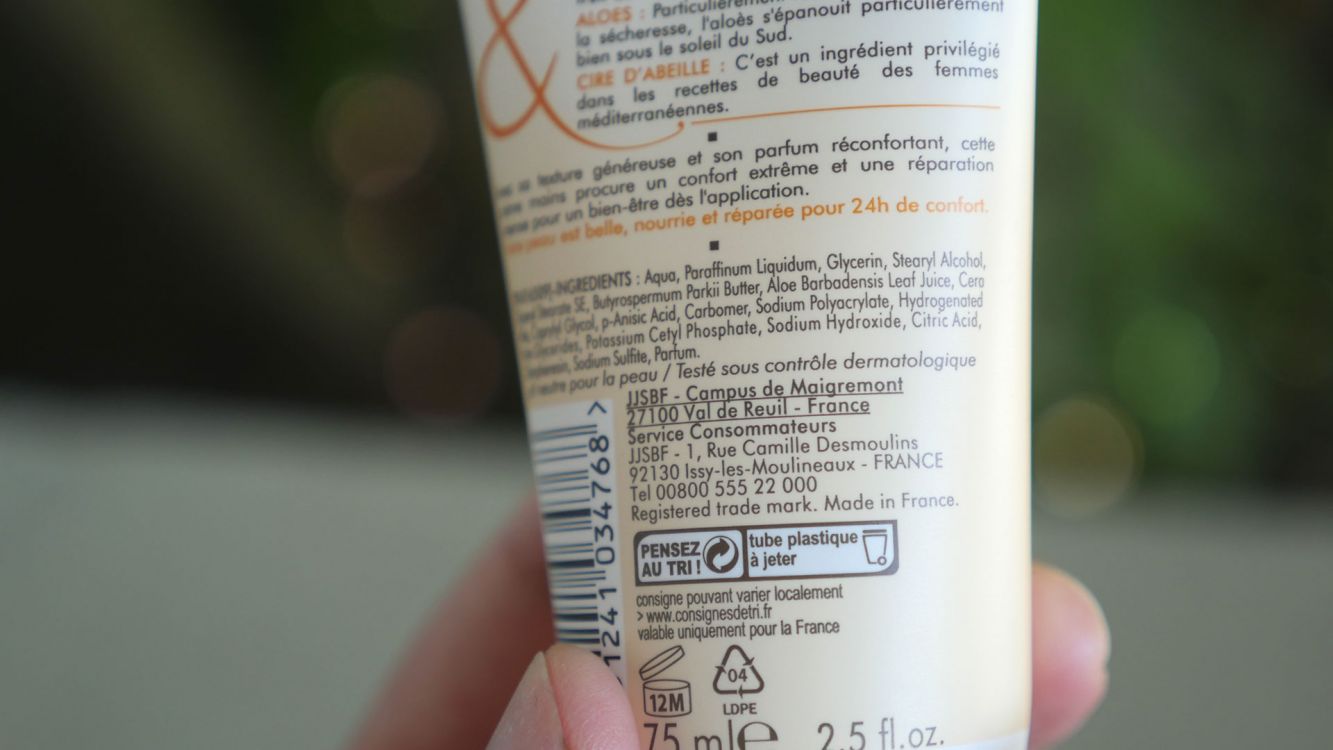 &
ALOES : Particulièrement
la sécheresse, l'aloès s'épanouit particulièrement
bien sous le soleil du Sud.
CIRE D'ABEILLE : C'est un ingrédient privilégié
dans les recettes de beauté des femmes
méditerranéennes.
sa texture généreuse et son parfum réconfortant, cette
mains procure un confort extrême et une réparation
pour un bien-être dès l'application.
peau est belle, nourrie et réparée pour 24h de confort.
INGREDIENTS : Aqua, Paraffinum Liquidum, Glycerin, Stearyl Alcohol,
Stearate SE, Butyrospermum Parkii Butter, Aloe Barbadensis Leaf Juice, Cera
Caprylyl Glycol, p-Anisic Acid, Carbomer, Sodium Polyacrylate, Hydrogenated
Glycerides, Potassium Cetyl Phosphate, Sodium Hydroxide, Citric Acid,
Sodium Sulfite, Parfum.
neutre pour la peau / Testé sous contrôle dermatologique
JJSBF - Campus de Maigremont
27100 Val de Reuil - France
Service Consommateurs
JJSBF - 1, Rue Camille Desmoulins
92130 Issy-les-Moulineaux - FRANCE
Tel 00800 555 22 000
Registered trade mark. Made in France.
PENSEZ
AU TRI !
tube plastique
à jeter
consigne pouvant varier localement
> www.consignesdetri.fr
valable uniquement pour la France
12M
04
LDPE
75 ml e 2.5 fl.oz.
1241 034768 >